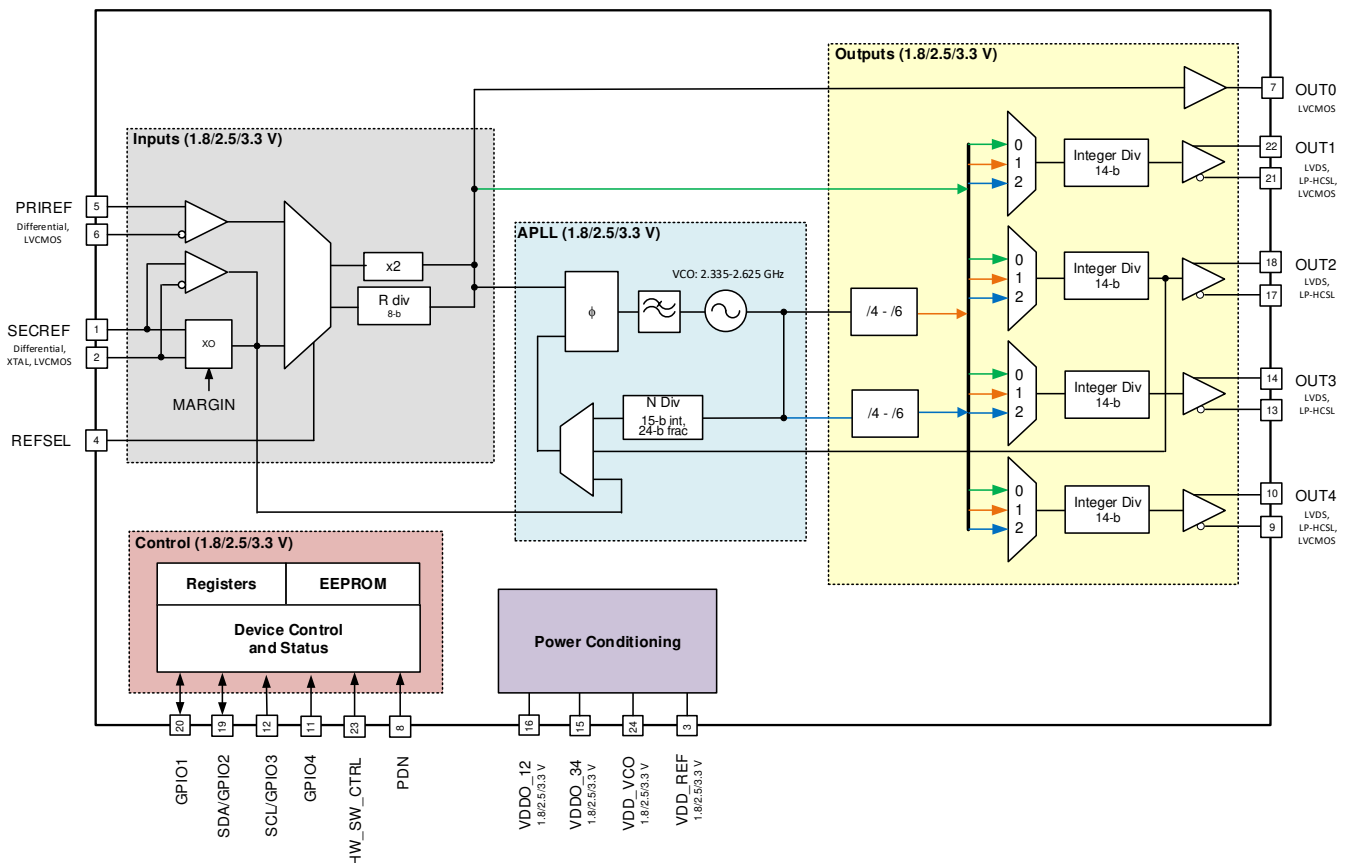 Outputs (1.8/2.5/3.3 V)
7
OUT0
LVCMOS
Inputs (1.8/2.5/3.3 V)
0
1
2
Integer Div
14-b
22
OUT1
21
LVDS,
LP-HCSL,
LVCMOS
PRIREF
5
Differential,
LVCMOS
6
x2
R div
8-b
SECREF
1
Differential,
XTAL, LVCMOS
2
XO
MARGIN
REFSEL
4
APLL (1.8/2.5/3.3 V)
VCO: 2.335-2.625 GHz
ϕ
N Div
15-b int,
24-b frac
/4 - /6
/4 - /6
0
1
2
Integer Div
14-b
18
OUT2
LVDS,
LP-HCSL
17
0
1
2
Integer Div
14-b
14
OUT3
LVDS,
LP-HCSL
13
0
1
2
Integer Div
14-b
10
OUT4
9
LVDS,
LP-HCSL,
LVCMOS
Control (1.8/2.5/3.3 V)
Registers
EEPROM
Device Control
and Status
Power Conditioning
20
19
12
11
23
8
16
15
24
3
GPIO1
SDA/GPIO2
SCL/GPIO3
GPIO4
HW_SW_CTRL
PDN
VDDO_12
1.8/2.5/3.3 V
VDDO_34
1.8/2.5/3.3 V
VDD_VCO
1.8/2.5/3.3 V
VDD_REF
1.8/2.5/3.3 V